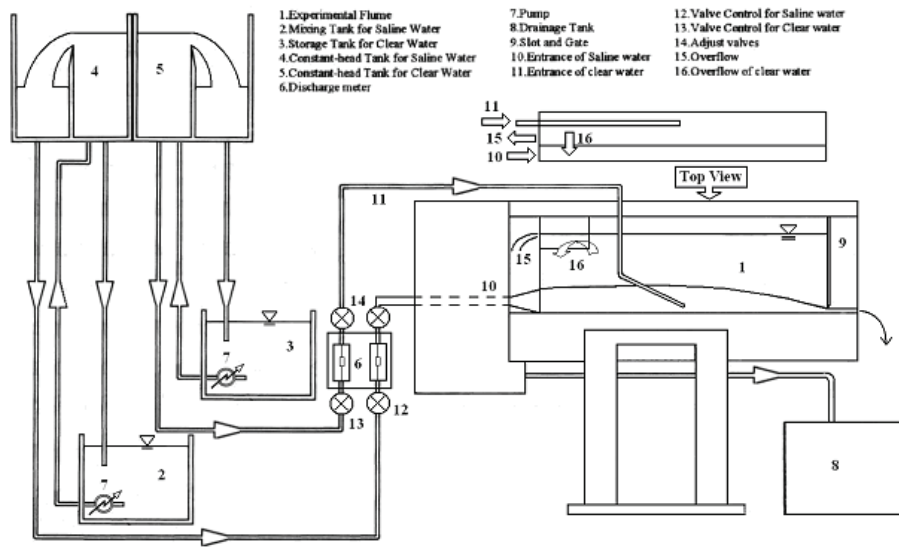 1.Experimental Flume
2.Mixing Tank for Saline Water
3.Storage Tank for Clear Water
4.Constant-head Tank for Saline Water
5.Constant-head Tank for Clear Water
6.Discharge meter
7.Pump
8.Drainage Tank
9.Slot and Gate
10.Entrance of Saline water
11.Entrance of clear water
12.Valve Control for Saline water
13.Valve Control for Clear water
14.Adjust valves
15.Overflow
16.Overflow of clear water
4
5
11
15
16
10
Top View
11
15
16
1
9
10
14
3
7
6
13
12
2
7
8